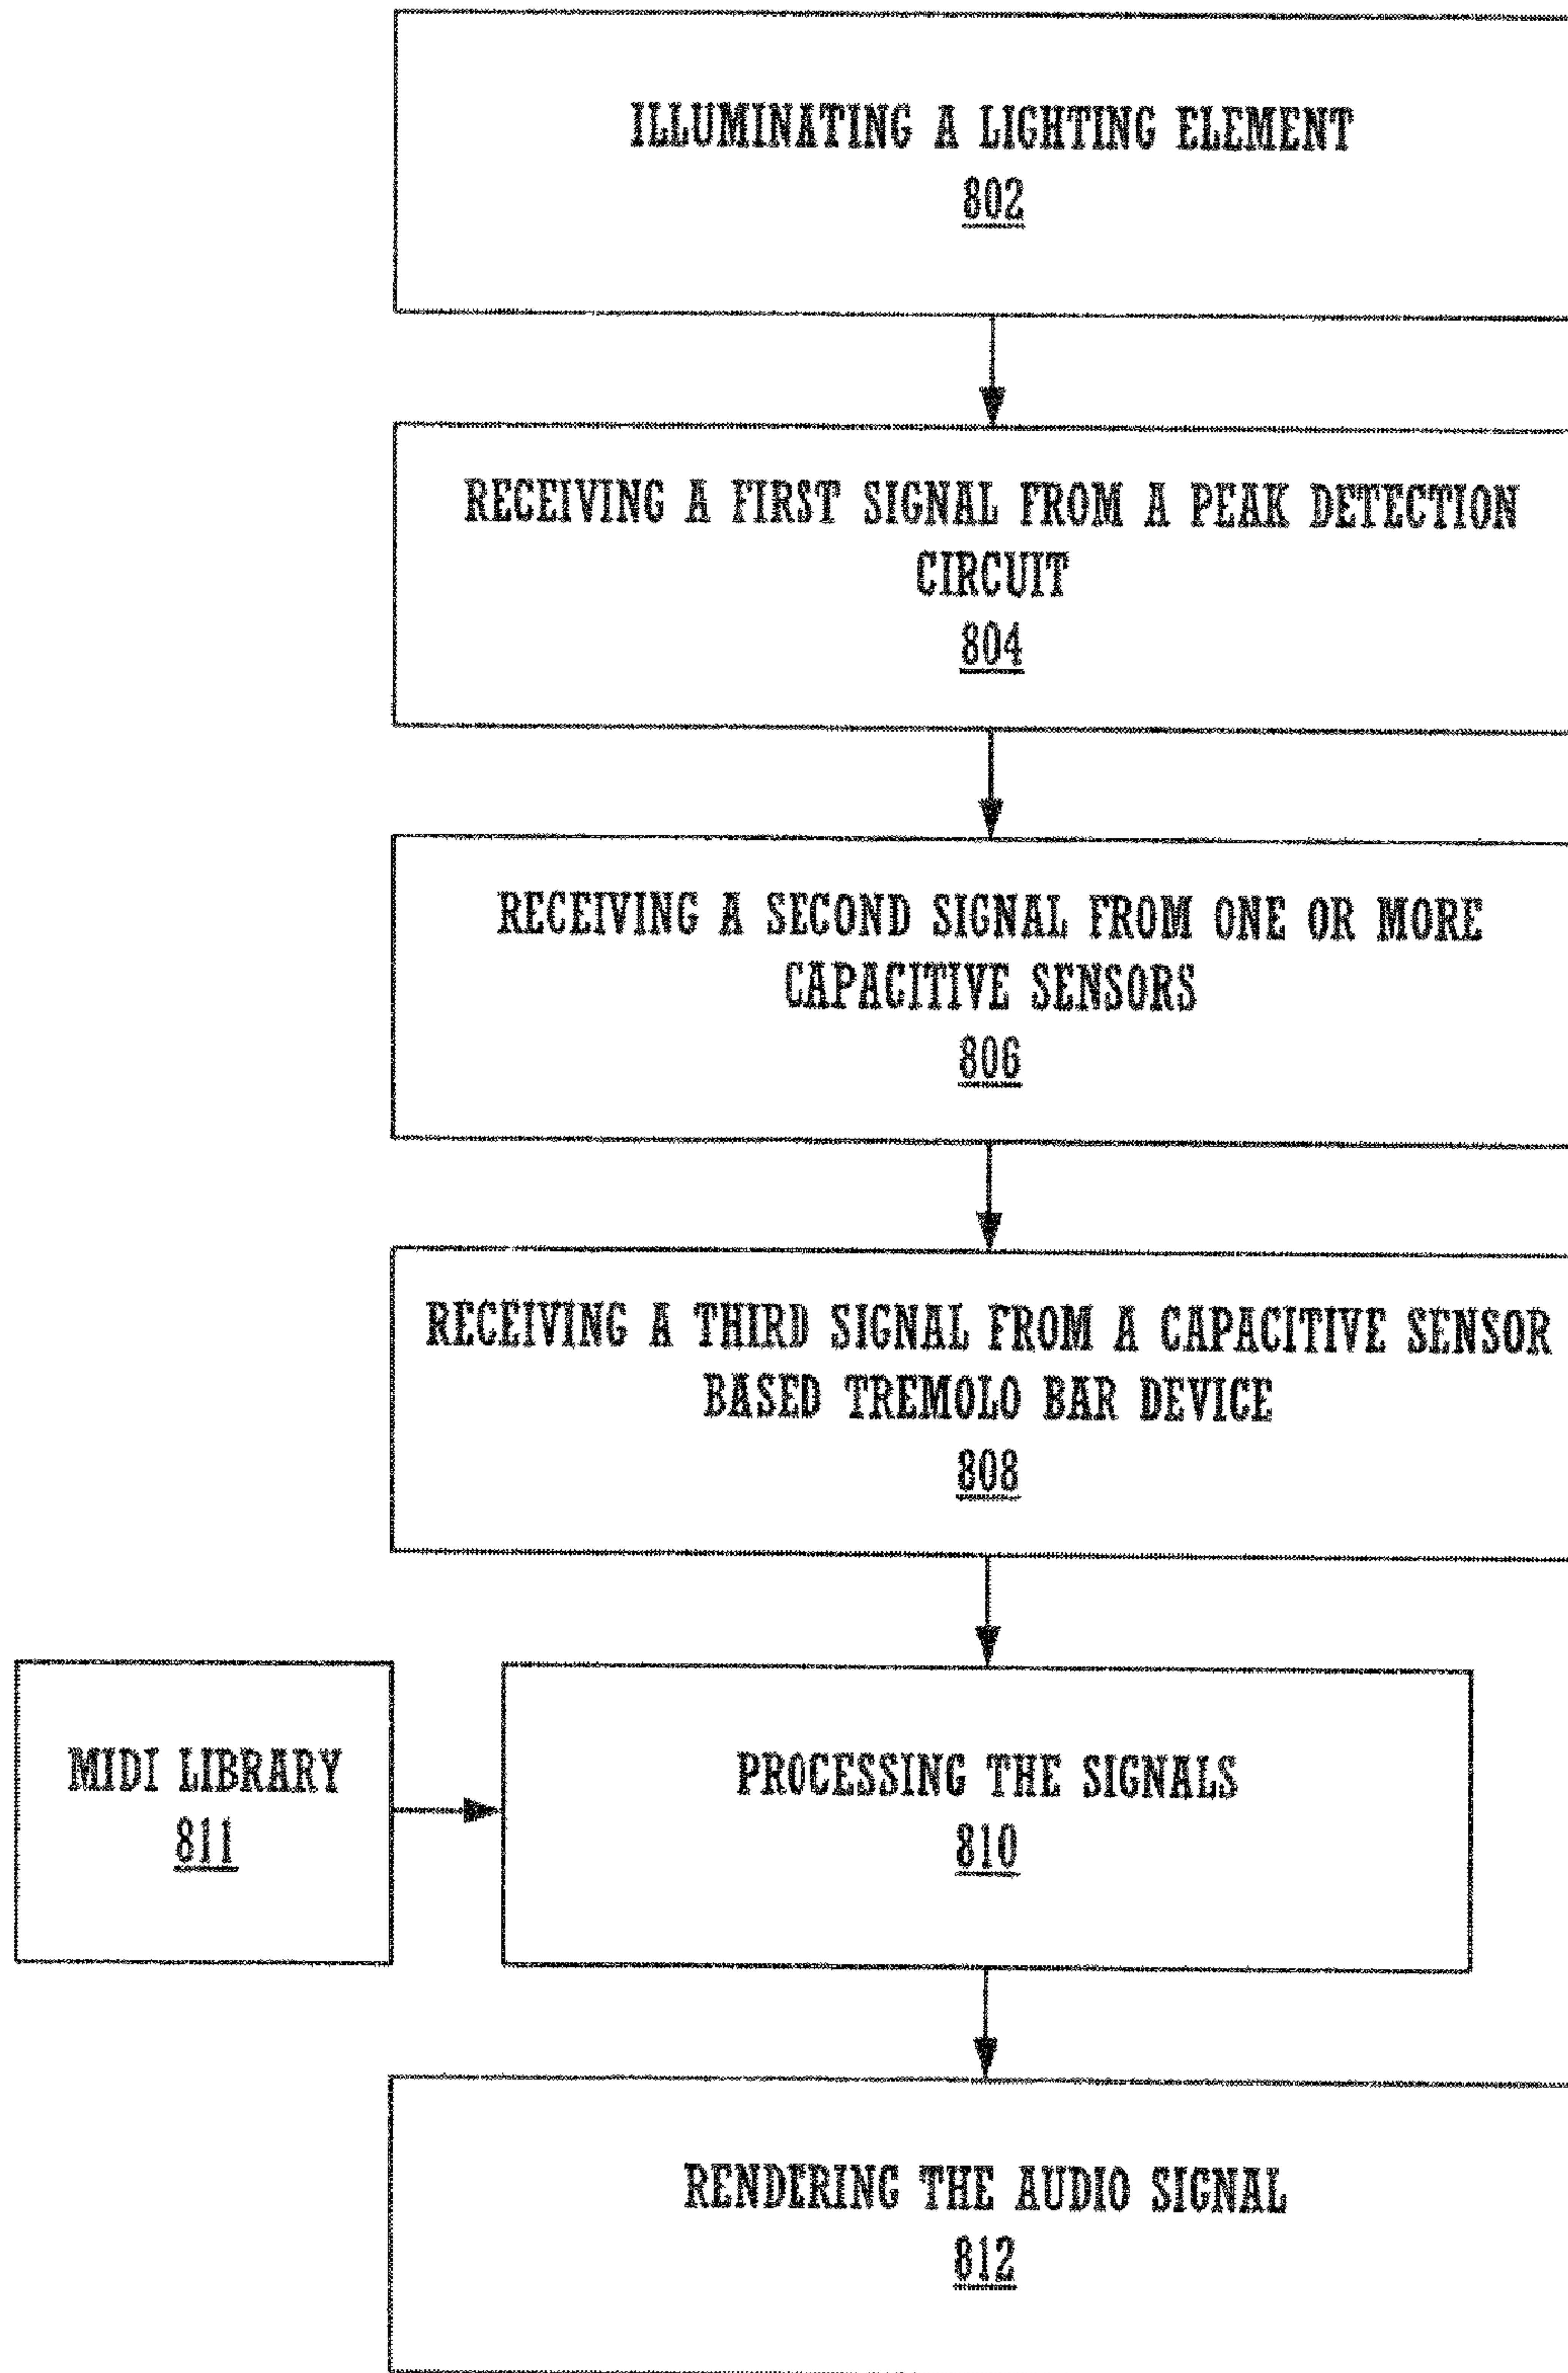 ILLUMINATING A LIGHTING ELEMENT
802
RECEIVING A FIRST SIGNAL FROM A PEAK DETECTION
CIRCUIT
804
RECEIVING A SECOND SIGNAL FROM ONE OR MORE
CAPACITIVE SENSORS
806
RECEIVING A THIRD SIGNAL FROM A CAPACITIVE SENSOR
BASED TREMOLO BAR DEVICE
808
MIDI LIBRARY
811
PROCESSING THE SIGNALS
810
RENDERING THE AUDIO SIGNAL
812